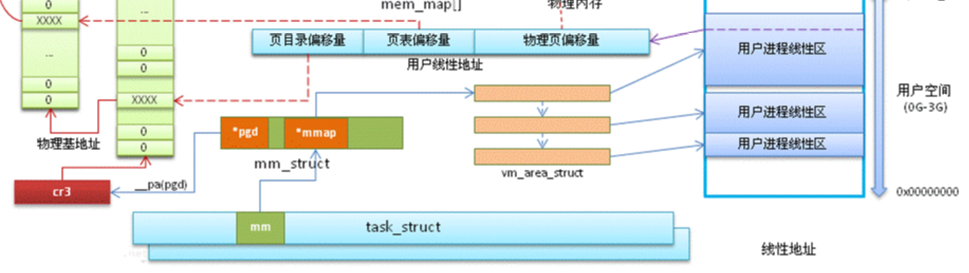 mem_map[]
物理内存
0
XXXX
...
0
0
0
...
0
0
XXXX
0
...
0
页目录偏移量
页表偏移量
物理页偏移量
用户线性地址
物理基地址
cr3
__pa(pgd)
*pgd
*mmap
mm_struct
vm_area_struct
mm
task_struct
用户进程线性区
用户进程线性区
用户进程线性区
用户空间
(0G-3G)
0x00000000
线性地址